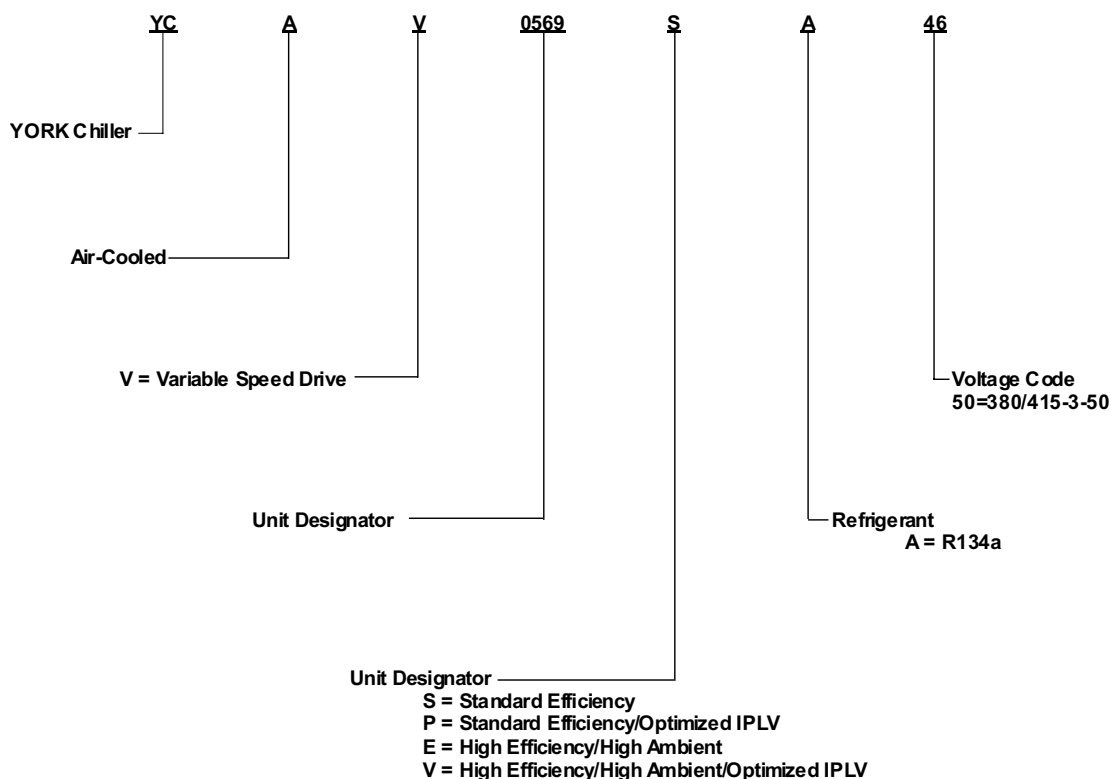 YC A V 0569 S A 46
YORK Chiller
Air-Cooled
V = Variable Speed Drive
Voltage Code
50=380/415-3-50
Unit Designator
Refrigerant
A = R134a
Unit Designator
S = Standard Efficiency
P = Standard Efficiency/Optimized IPLV
E = High Efficiency/High Ambient
V = High Efficiency/High Ambient/Optimized IPLV